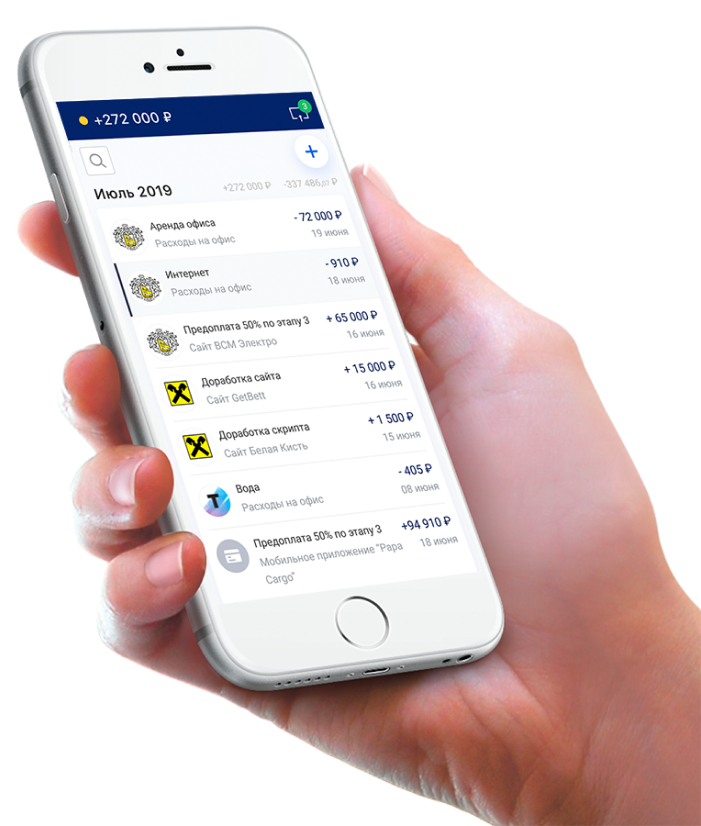 +272 000 ₽
3
1
Июль 2019 +272 000 ₽ -337 486,07 ₽
Аренда офиса -72 000 ₽
Расходы на офис 19 июня
Интернет -910 ₽
Расходы на офис 18 июня
Предоплата 50% по этапу 3 +65 000 ₽
Сайт ВСМ Электро 16 июня
Доработка сайта +15 000 ₽
Сайт GetBett 16 июня
Доработка скрипта +1 500 ₽
Сайт Белая Кисть 15 июня
Вода -405 ₽
Расходы на офис 08 июня
Предоплата 50% по этапу 3 +94 910 ₽
Мобильное приложение "Papa 18 июня
Cargo"